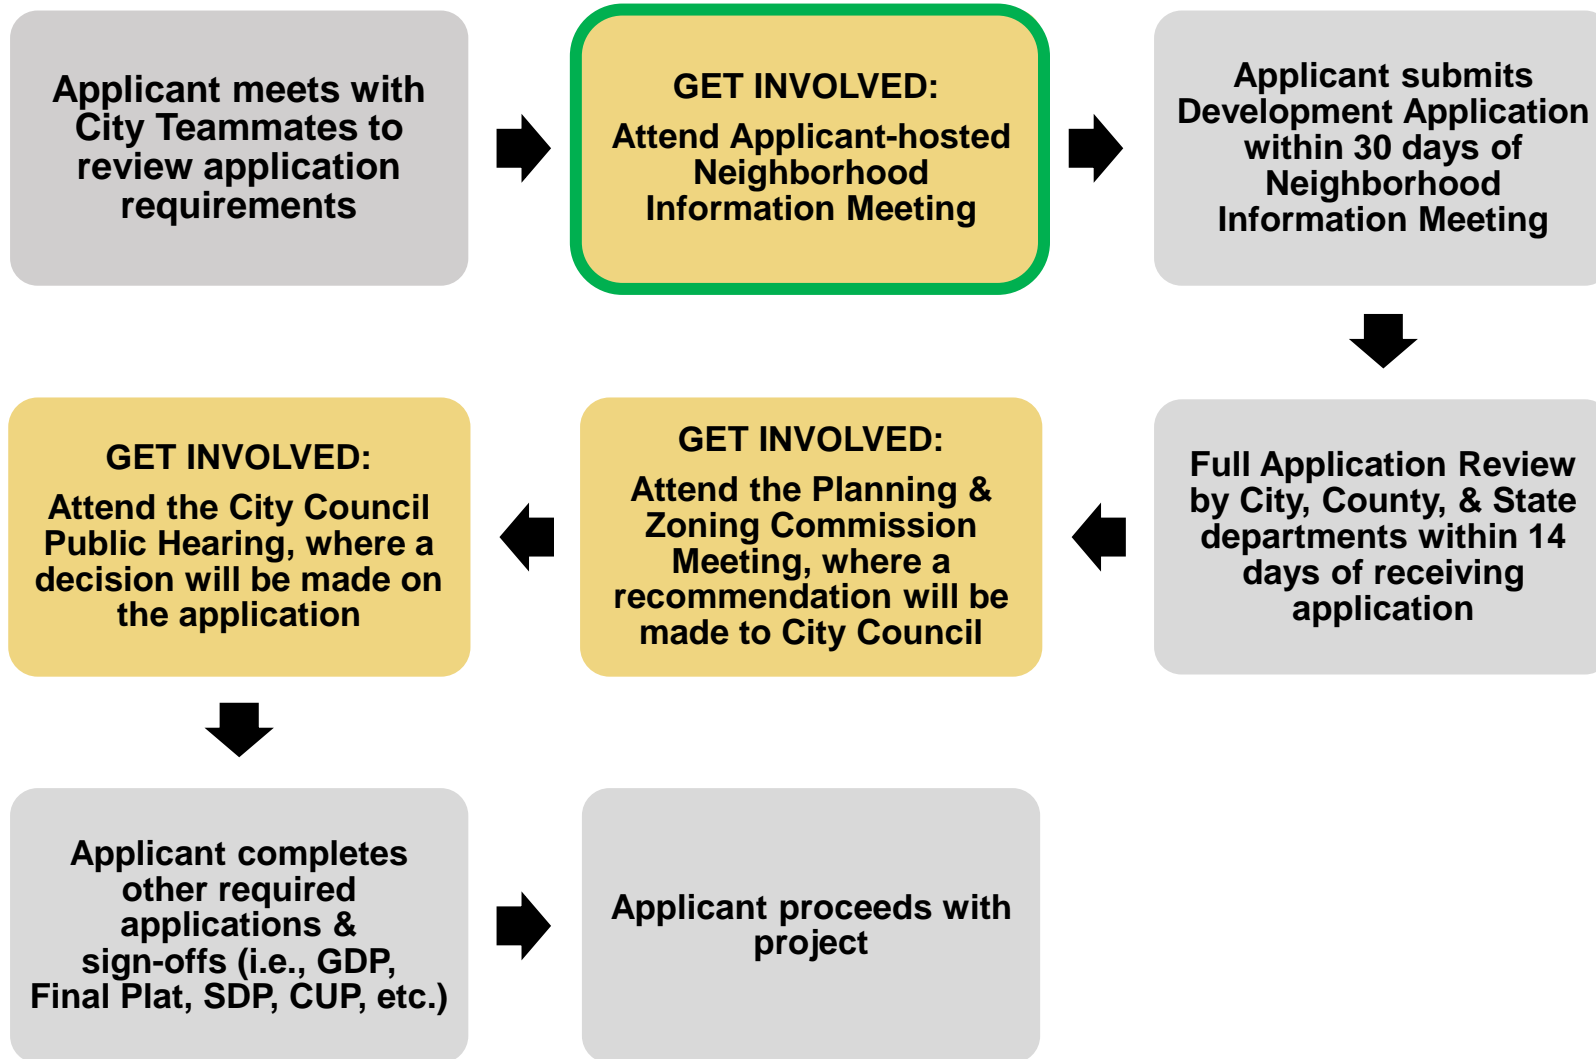 Applicant meets with
City Teammates to
review application
requirements
GET INVOLVED:
Attend Applicant-hosted
Neighborhood
Information Meeting
Applicant submits
Development Application
within 30 days of
Neighborhood
Information Meeting
Full Application Review
by City, County, & State
departments within 14
days of receiving
application
GET INVOLVED:
Attend the Planning &
Zoning Commission
Meeting, where a
recommendation will be
made to City Council
GET INVOLVED:
Attend the City Council
Public Hearing, where a
decision will be made on
the application
Applicant completes
other required
applications &
sign-offs (i.e., GDP,
Final Plat, SDP, CUP, etc.)
Applicant proceeds with
project